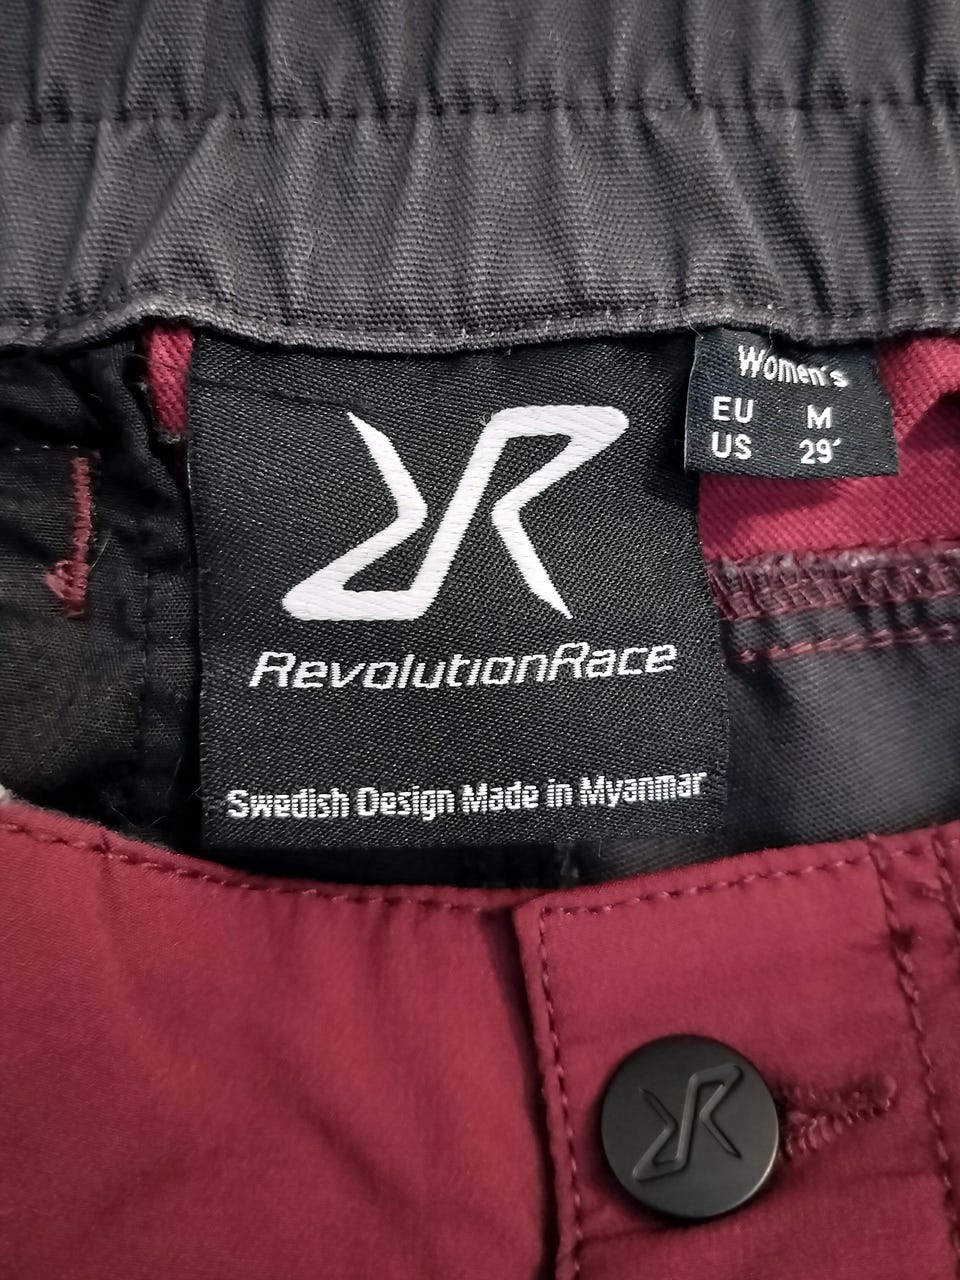 Women's
EU M
US 29'
RevolutionRace
Swedish Design Made in Myanmar